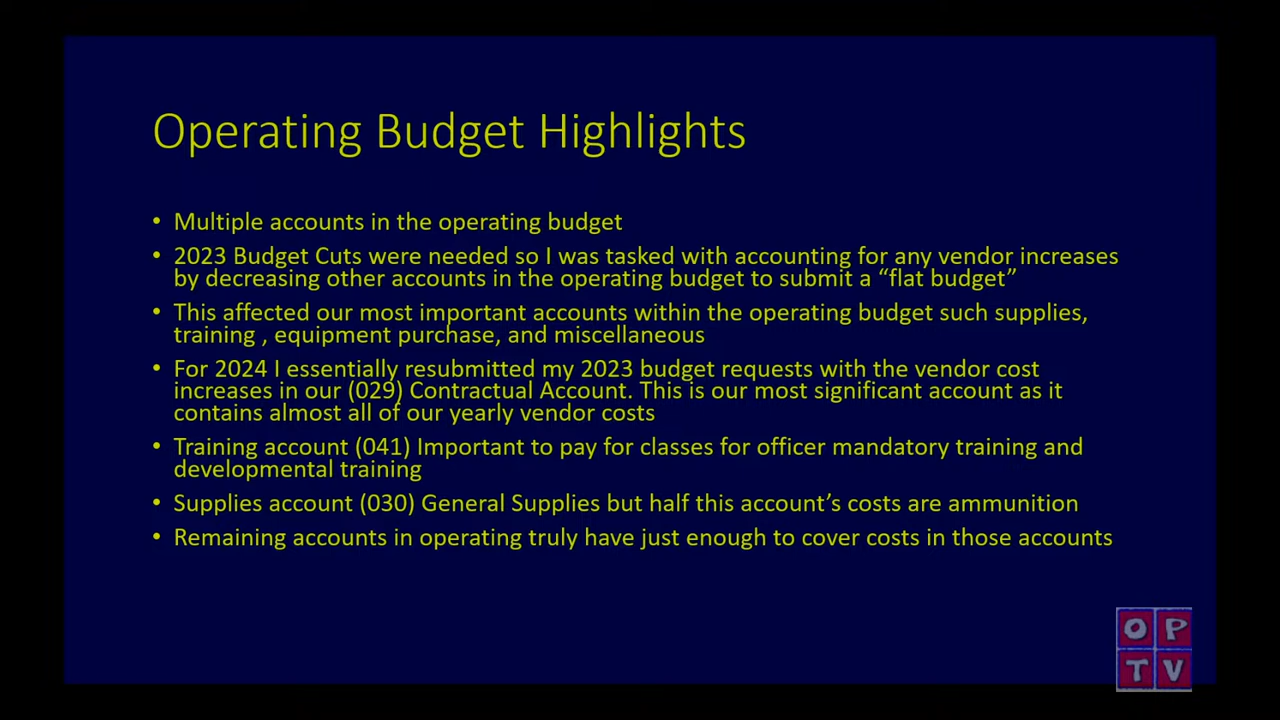 Operating Budget Highlights
• Multiple accounts in the operating budget
• 2023 Budget Cuts were needed so I was tasked with accounting for any vendor increases
by decreasing other accounts in the operating budget to submit a “flat budget”
• This affected our most important accounts within the operating budget such supplies,
training , equipment purchase, and miscellaneous
• For 2024 I essentially resubmitted my 2023 budget requests with the vendor cost
increases in our (029) Contractual Account. This is our most significant account as it
contains almost all of our yearly vendor costs
• Training account (041) Important to pay for classes for officer mandatory training and
developmental training
• Supplies account (030) General Supplies but half this account’s costs are ammunition
• Remaining accounts in operating truly have just enough to cover costs in those accounts
O P
T V